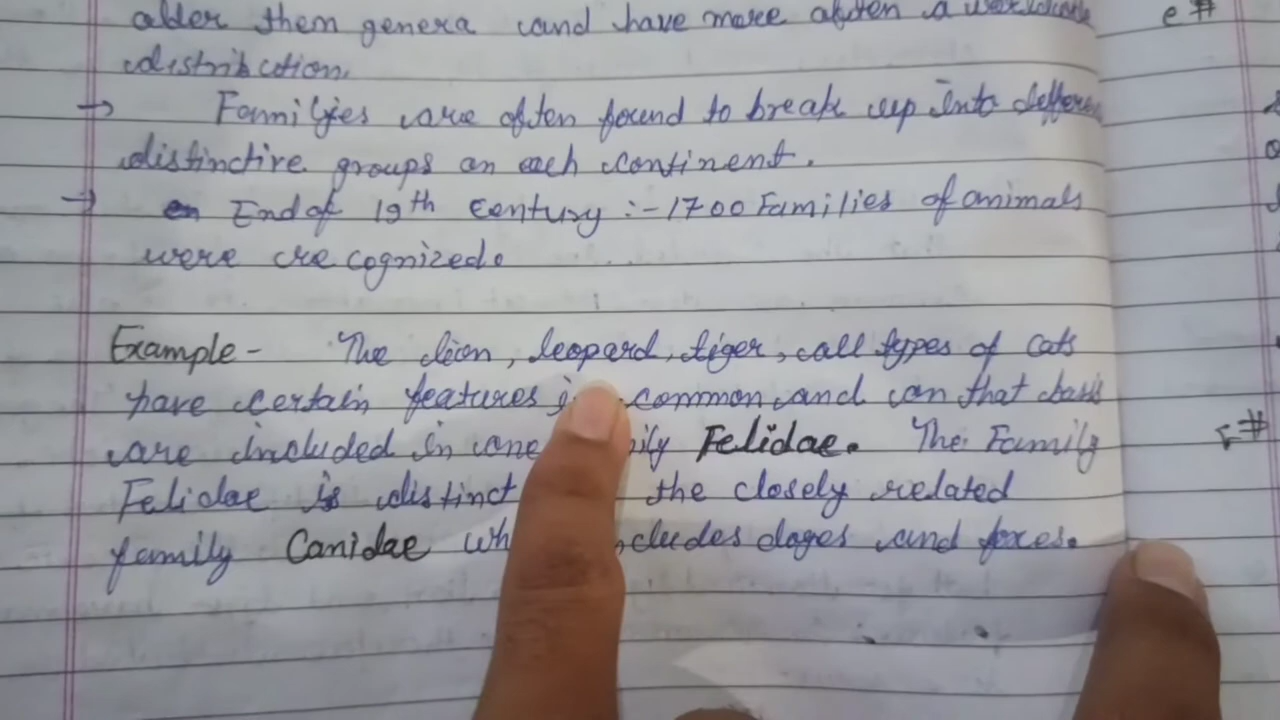 older them genera and have more often a worldwide
distribution.
→ Families are often found to break up into
distinctive groups on each continent.
→ End of 19th century :- 1700 Families of animals
were recognized.
Example - The lion, leopard, tiger, all types of cats
have certain features common and on that basis
are included in one Felidae. The Family
Felidae is distinct the closely related
family Canidae doges and foxes.